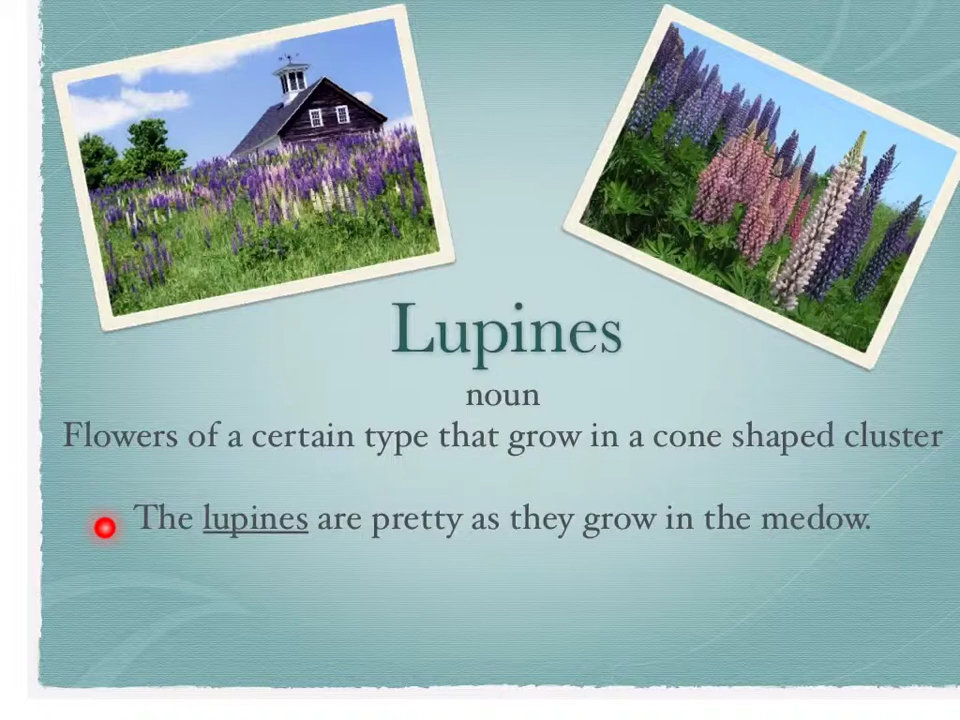 Lupines
noun
Flowers of a certain type that grow in a cone shaped cluster
The lupines are pretty as they grow in the medow.